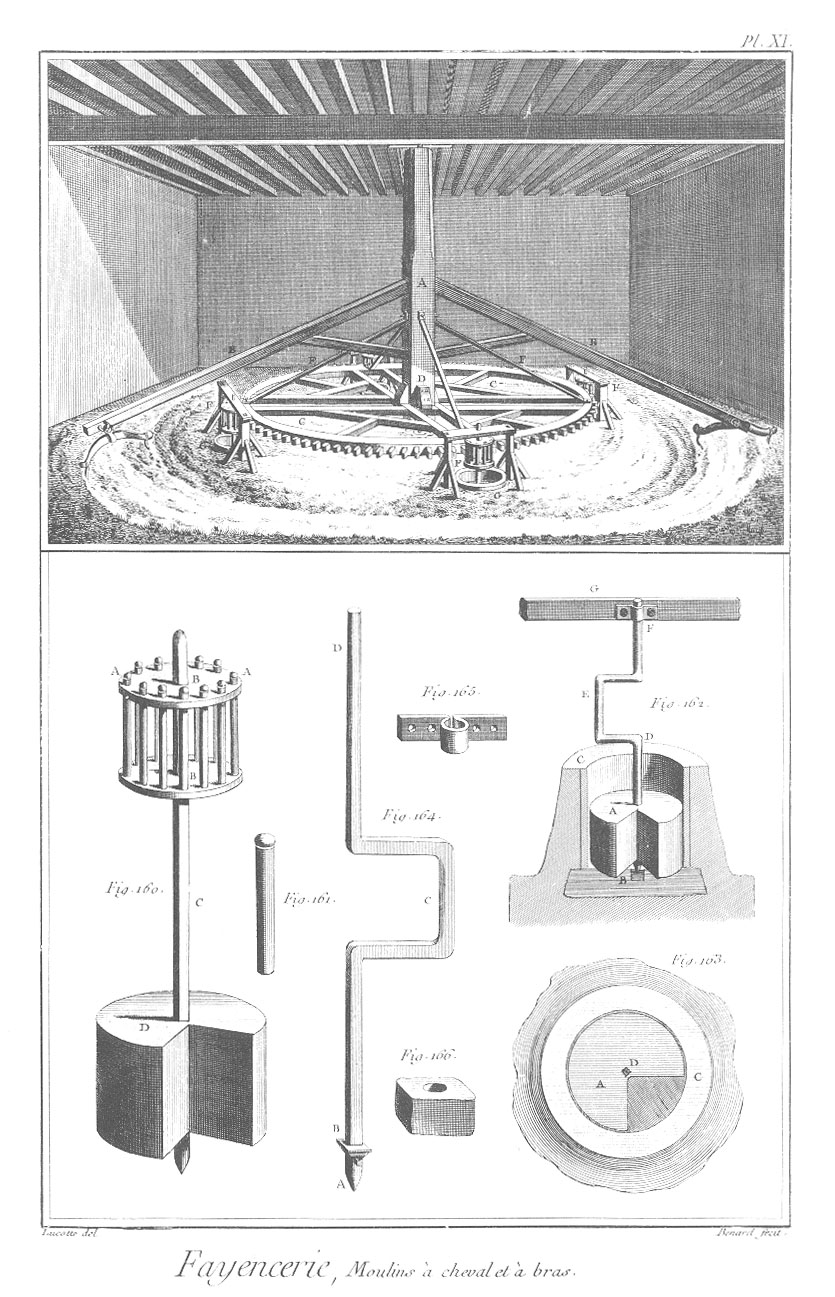 Pl. XI.
A
B
B
E
E
F
D
C
C
F
E
F
F
G
G
F
A
B
A
D
Fig. 165.
E
Fig. 162.
D
C
B
A
Fig. 164.
B
Fig. 160.
C
Fig. 161.
C
Fig. 163.
D
Fig. 166.
D
A
C
B
A
Lucotte del.
Benard fecit.
Fayencerie, Moulins à cheval et à bras.